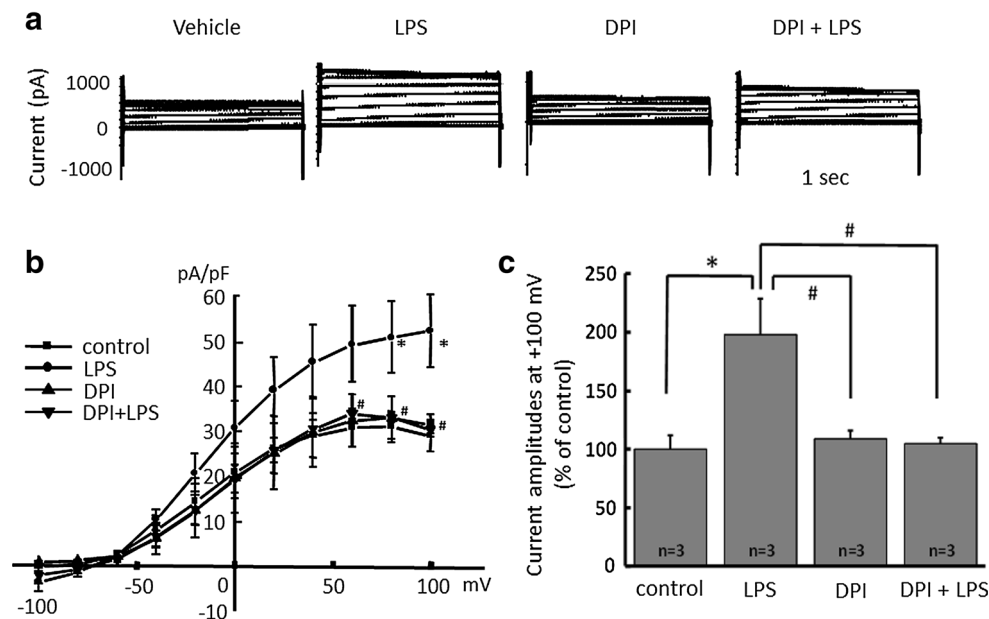 a
Vehicle LPS DPI DPI + LPS
Current (pA)
1000
0
-1000
1 sec
b
pA/pF
60
50
40
30
20
10
0
-10
-100 -50 0 50 100 mV
control
LPS
DPI
DPI+LPS
* *
# # #
c
Current amplitudes at +100 mV
(% of control)
250
200
150
100
50
0
* # #
n=3 n=3 n=3 n=3
control LPS DPI DPI + LPS